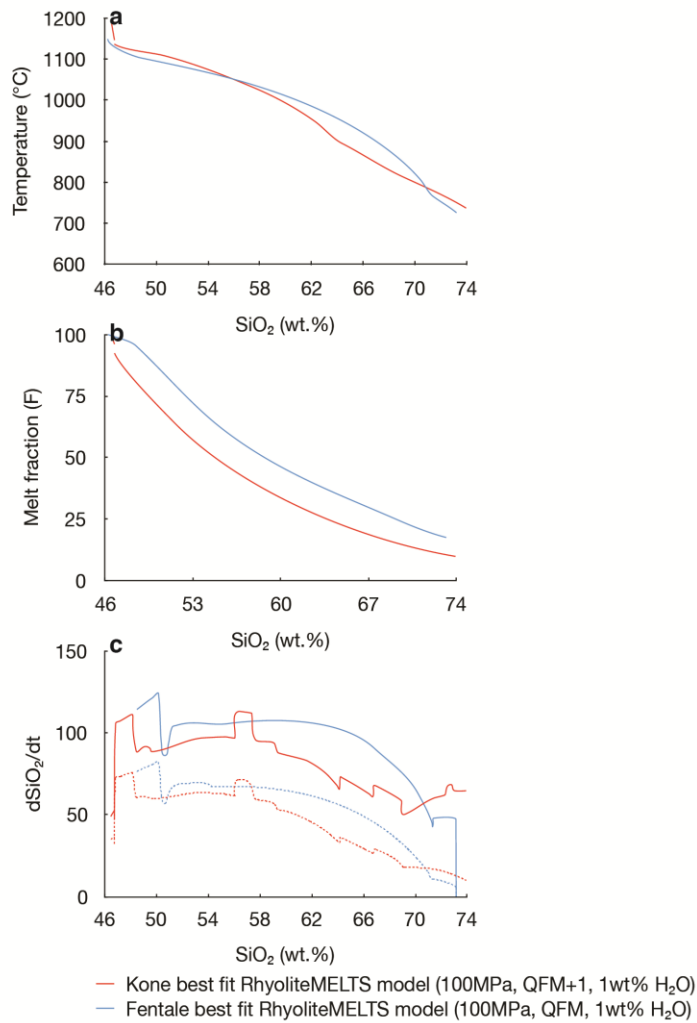 a
1200
1100
1000
900
800
700
600
Temperature (°C)
46 50 54 58 62 66 70 74
SiO₂ (wt.%)
b
100
75
50
25
0
Melt fraction (F)
46 53 60 67 74
SiO₂ (wt.%)
c
150
100
50
0
dSiO₂/dt
46 50 54 58 62 66 70 74
SiO₂ (wt.%)
Kone best fit RhyoliteMELTS model (100MPa, QFM+1, 1wt% H₂O)
Fentale best fit RhyoliteMELTS model (100MPa, QFM, 1wt% H₂O)